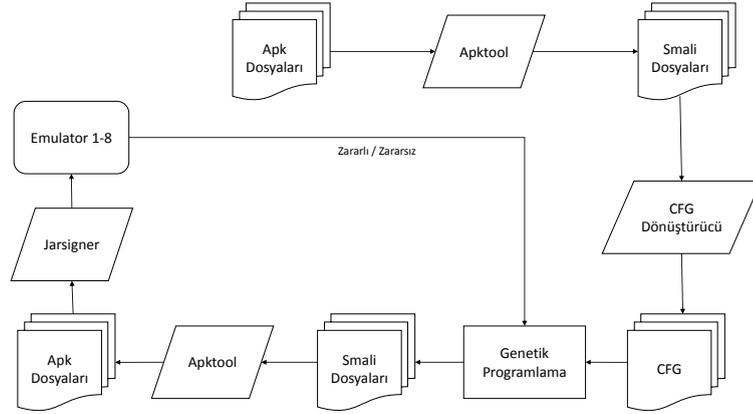 Apk
Dosyaları
Apktool
Smali
Dosyaları
Emulator 1-8
Zararlı / Zararsız
CFG
Dönüştürücü
Jarsigner
Apk
Dosyaları
Apktool
Smali
Dosyaları
Genetik
Programlama
CFG